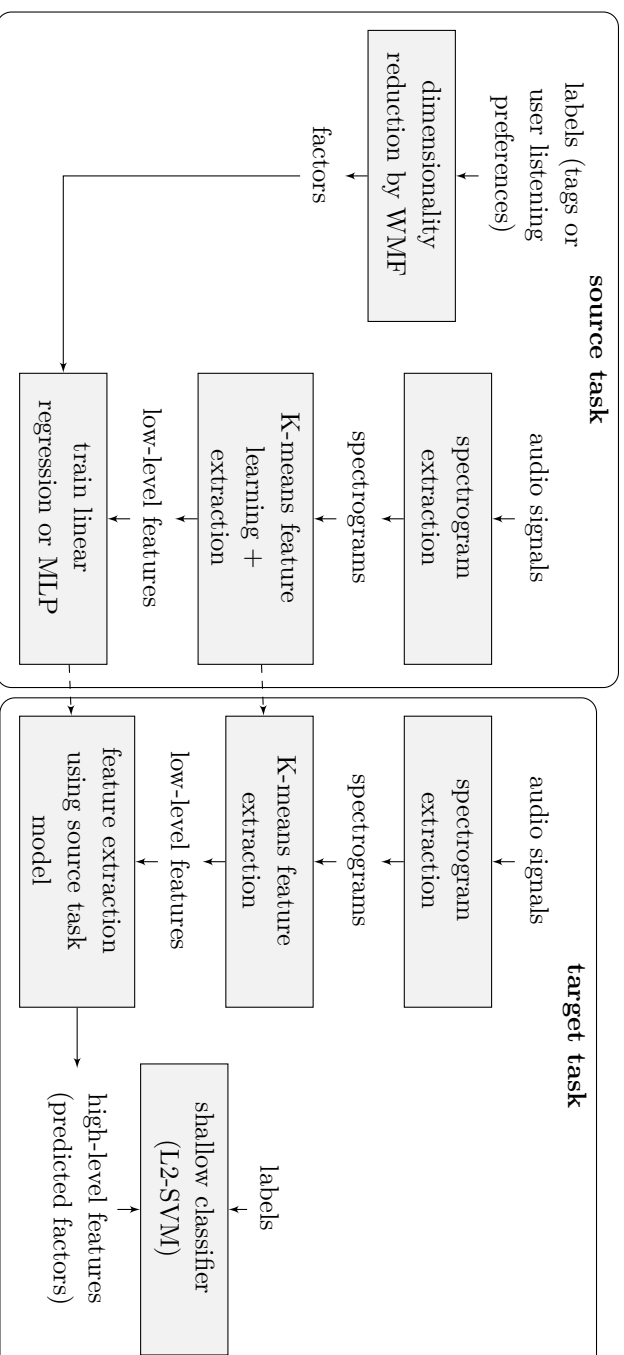 source task
labels (tags or
user listening
preferences)
dimensionality
reduction by WMF
factors
audio signals
spectrogram
extraction
spectrograms
K-means feature
learning +
extraction
low-level features
train linear
regression or MLP
target task
audio signals
spectrogram
extraction
spectrograms
K-means feature
extraction
low-level features
feature extraction
using source task
model
labels
shallow classifier
(L2-SVM)
high-level features
(predicted factors)